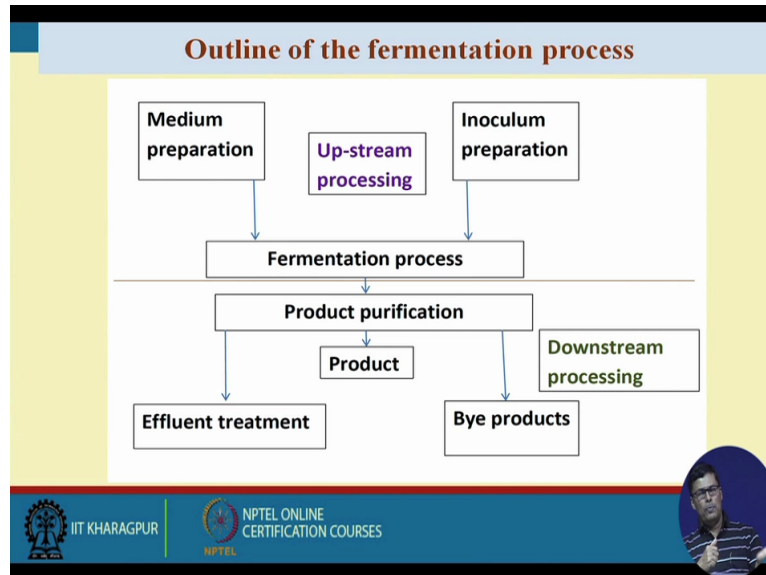 Outline of the fermentation process
Medium
preparation
Up-stream
processing
Inoculum
preparation
Fermentation process
Product purification
Product
Downstream
processing
Effluent treatment
Bye products
IIT KHARAGPUR
NPTEL
NPTEL ONLINE
CERTIFICATION COURSES